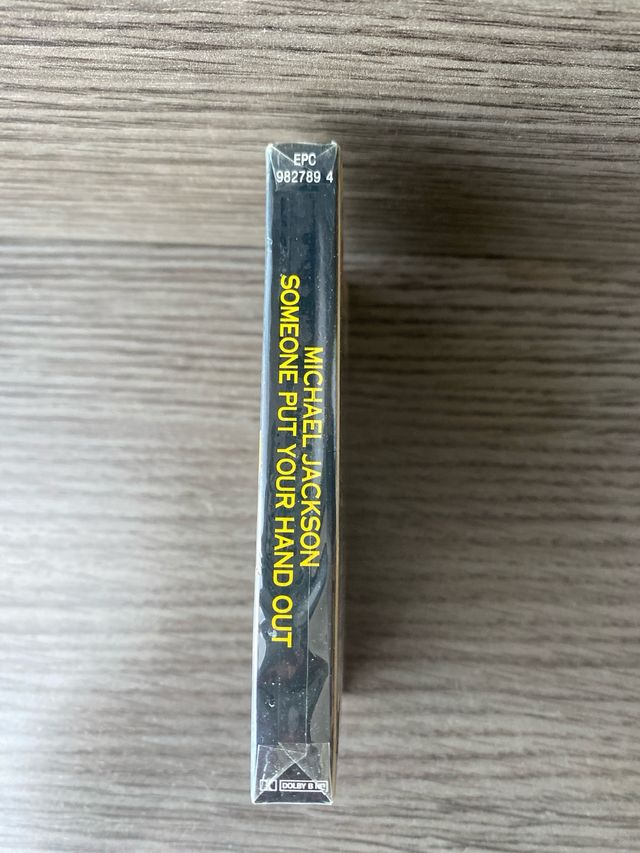 EPC
982789 4
MICHAEL JACKSON
SOMEONE PUT YOUR HAND OUT
DOLBY B NR